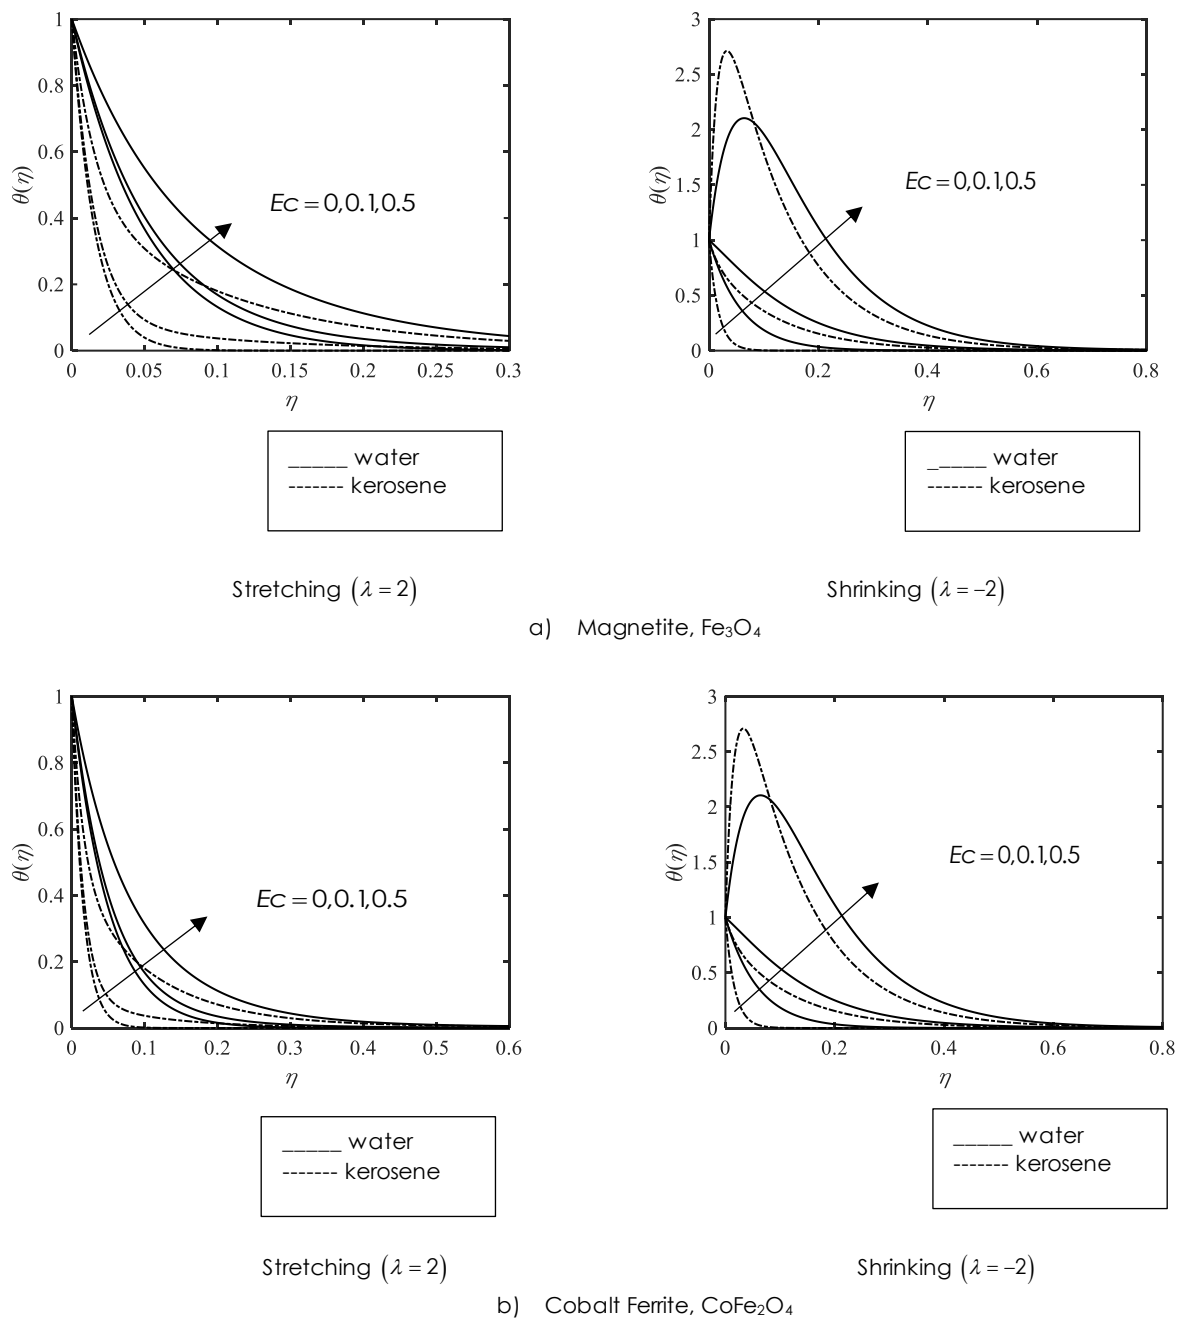 1
0.8
0.6
0.4
0.2
0
θ(η)
Ec = 0,0.1,0.5
0 0.05 0.1 0.15 0.2 0.25 0.3
η
_____ water
------- kerosene
Stretching (λ = 2)
3
2.5
2
1.5
1
0.5
0
θ(η)
Ec = 0,0.1,0.5
0 0.2 0.4 0.6 0.8
η
_____ water
------- kerosene
Shrinking (λ = −2)
a) Magnetite, Fe₃O₄
1
0.8
0.6
0.4
0.2
0
θ(η)
Ec = 0,0.1,0.5
0 0.1 0.2 0.3 0.4 0.5 0.6
η
_____ water
------- kerosene
Stretching (λ = 2)
3
2.5
2
1.5
1
0.5
0
θ(η)
Ec = 0,0.1,0.5
0 0.2 0.4 0.6 0.8
η
_____ water
------- kerosene
Shrinking (λ = −2)
b) Cobalt Ferrite, CoFe₂O₄